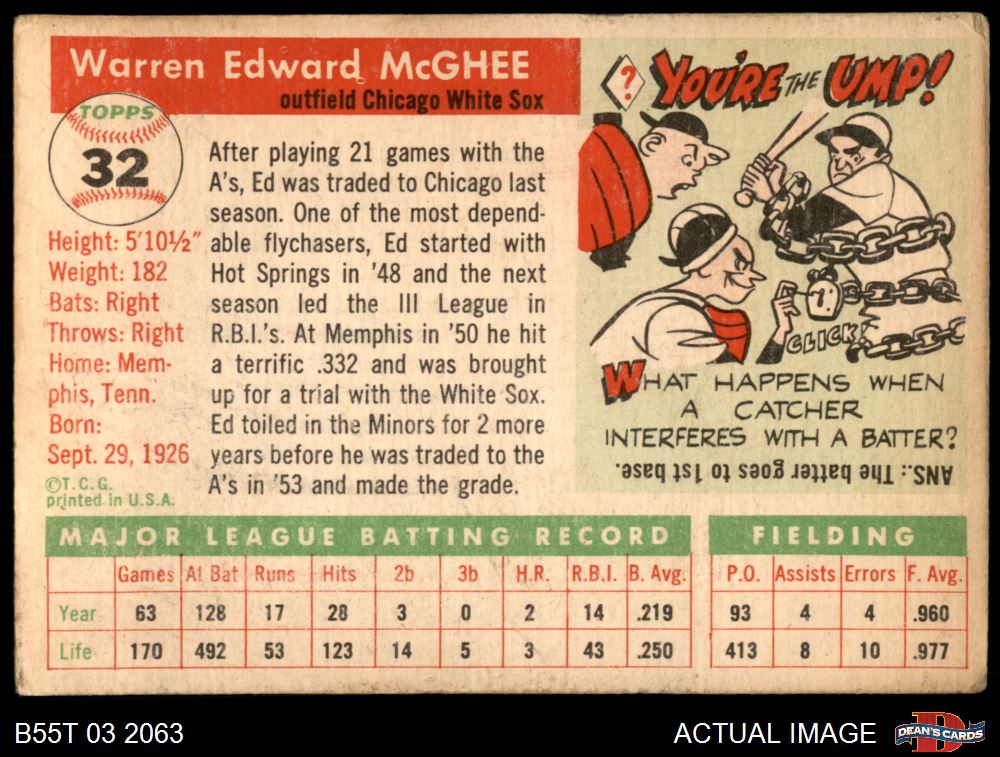 Warren Edward McGHEE
outfield Chicago White Sox
TOPPS
32
Height: 5'10½"
Weight: 182
Bats: Right
Throws: Right
Home: Mem-
phis, Tenn.
Born:
Sept. 29, 1926
©T.C.G.
printed in U.S.A.
After playing 21 games with the
A's, Ed was traded to Chicago last
season. One of the most depend-
able flychasers, Ed started with
Hot Springs in '48 and the next
season led the III League in
R.B.I.'s. At Memphis in '50 he hit
a terrific .332 and was brought
up for a trial with the White Sox.
Ed toiled in the Minors for 2 more
years before he was traded to the
A's in '53 and made the grade.
? YOU'RE THE UMP!
CLICK!
WHAT HAPPENS WHEN
A CATCHER
INTERFERES WITH A BATTER?
ANS.: The batter goes to 1st base.
MAJOR LEAGUE BATTING RECORD FIELDING
Games At Bat Runs Hits 2b 3b H.R. R.B.I. B. Avg. P.O. Assists Errors F. Avg.
Year 63 128 17 28 3 0 2 14 .219 93 4 4 .960
Life 170 492 53 123 14 5 3 43 .250 413 8 10 .977
B55T 03 2063 ACTUAL IMAGE D DEAN'S CARDS